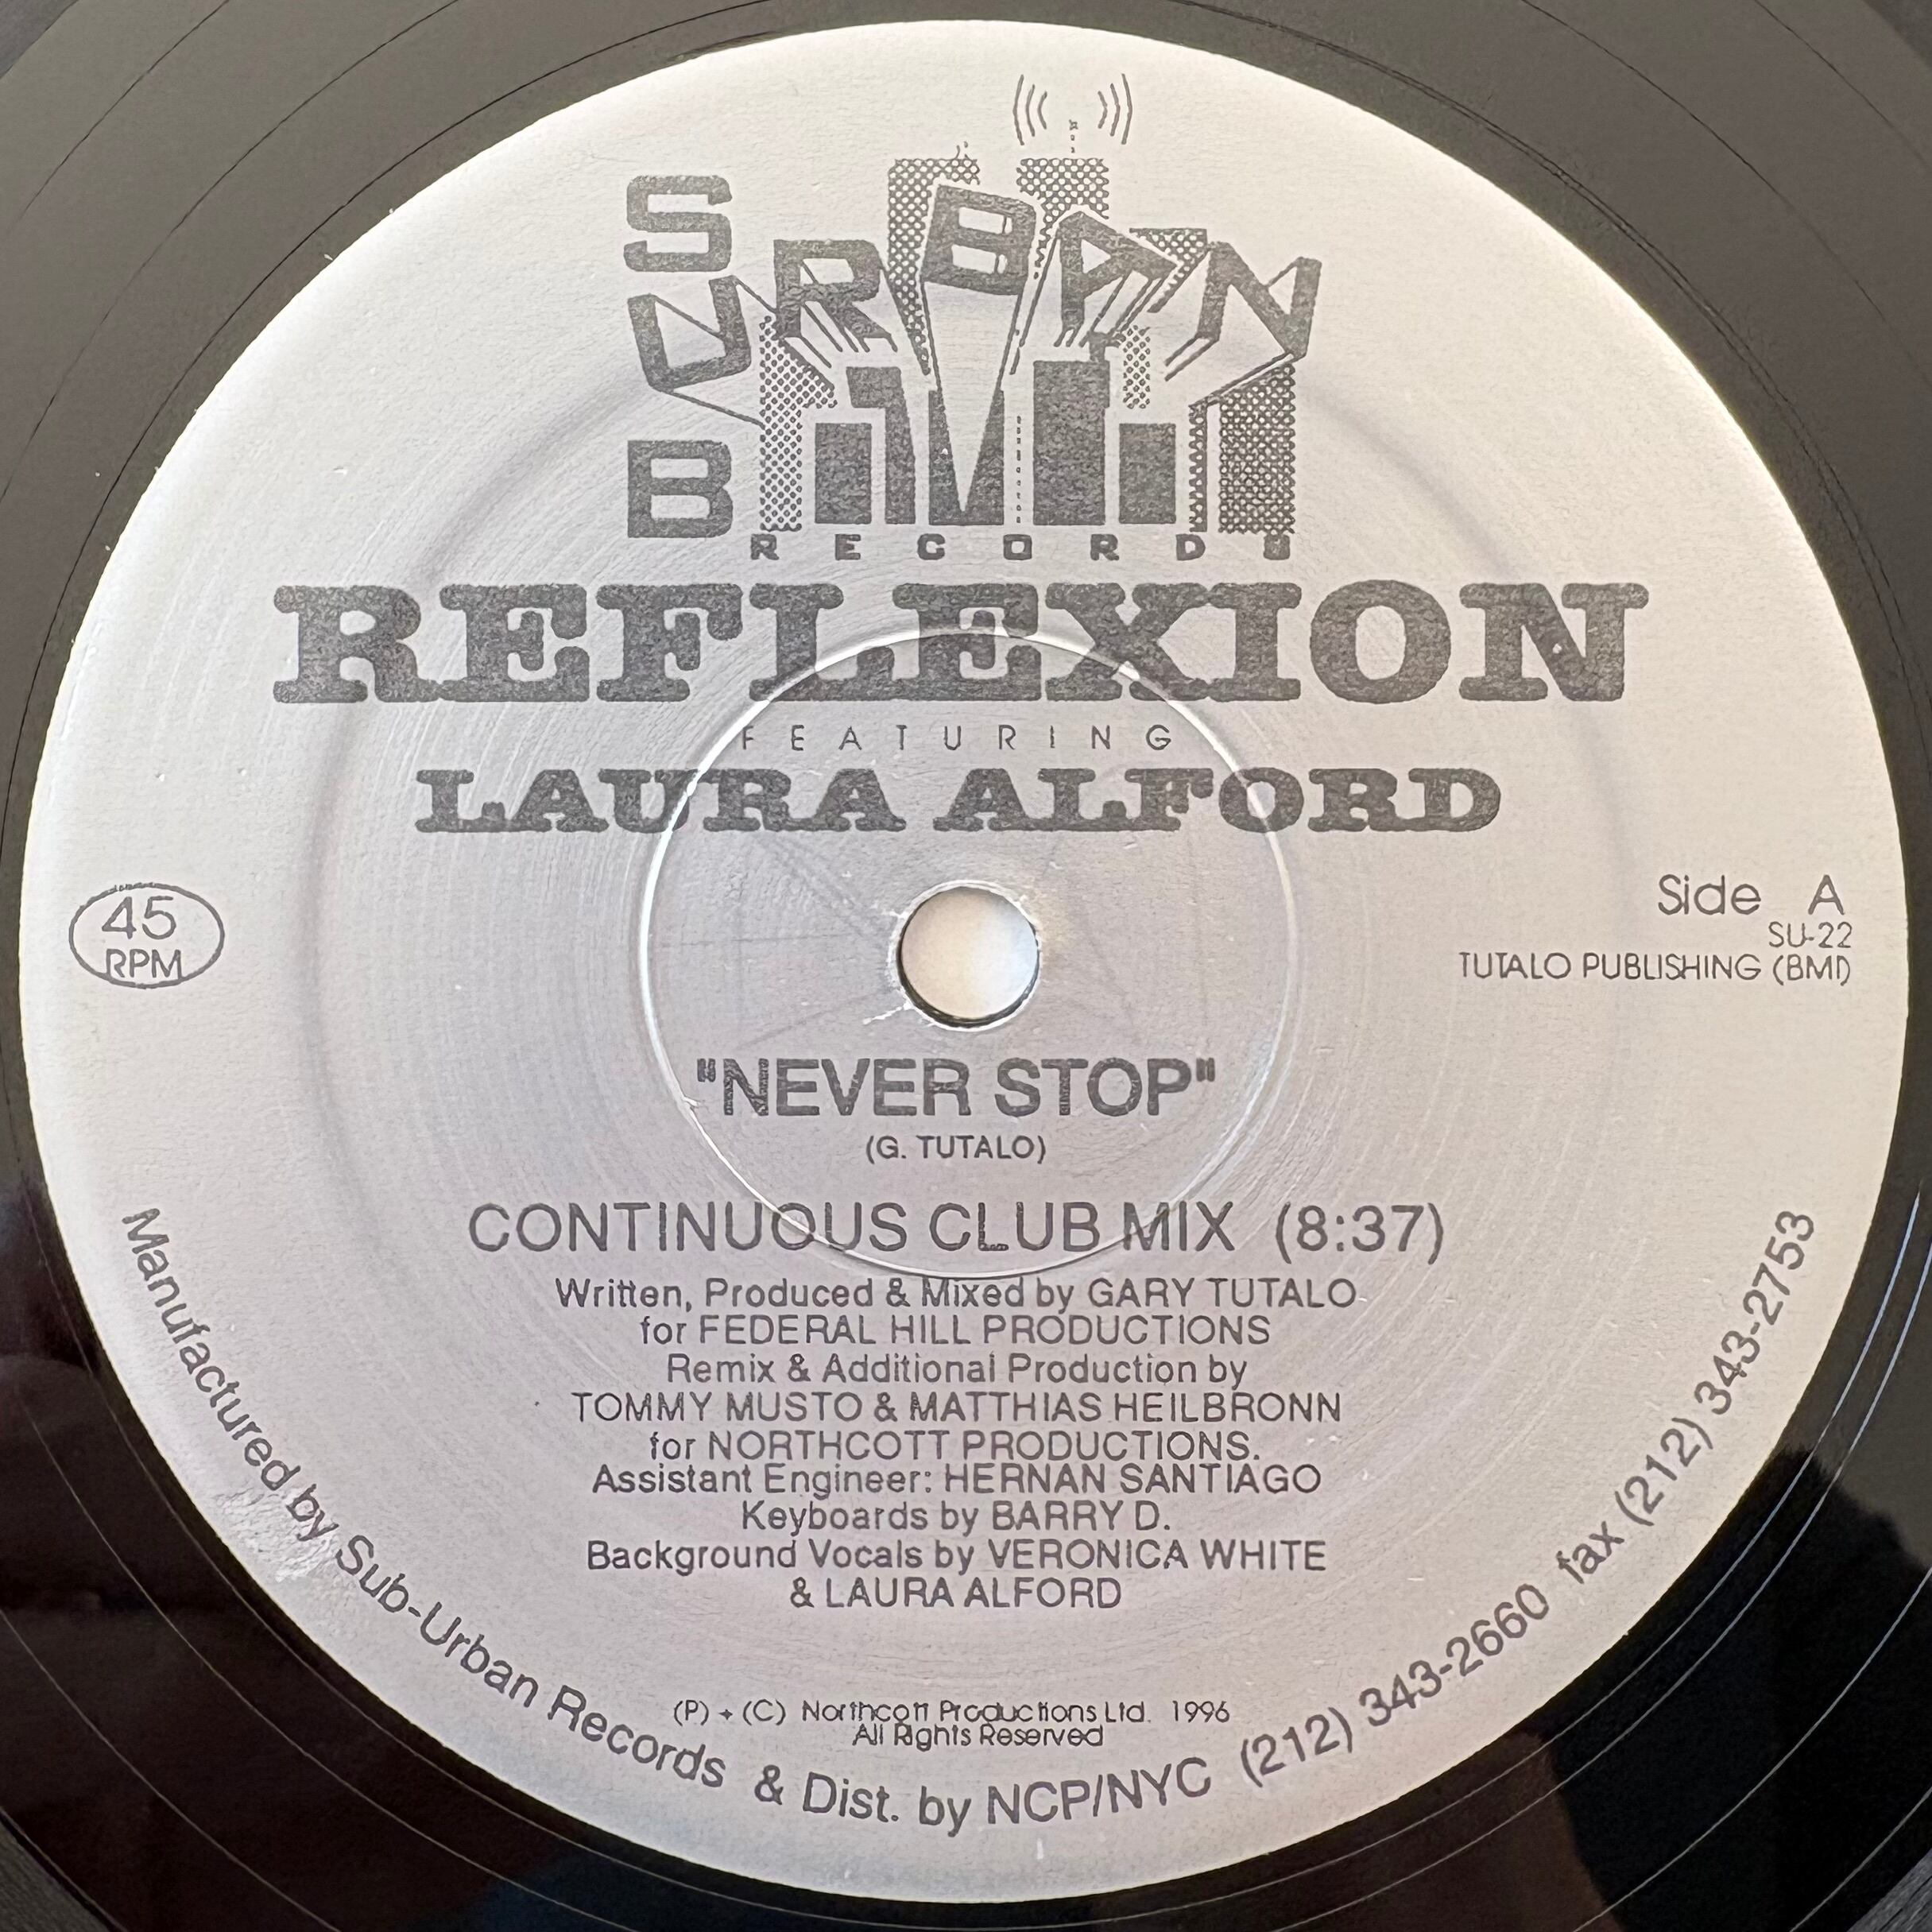 SUB URBAN
RECORDS
REFLEXION
FEATURING
LAURA ALFORD
45
RPM
Side A
SU-22
TUTALO PUBLISHING (BMI)
"NEVER STOP"
(G. TUTALO)
CONTINUOUS CLUB MIX (8:37)
Written, Produced & Mixed by GARY TUTALO
for FEDERAL HILL PRODUCTIONS
Remix & Additional Production by
TOMMY MUSTO & MATTHIAS HEILBRONN
for NORTHCOTT PRODUCTIONS.
Assistant Engineer: HERNAN SANTIAGO
Keyboards by BARRY D.
Background Vocals by VERONICA WHITE
& LAURA ALFORD
(P) + (C) Northcott Productions Ltd. 1996
All Rights Reserved
Manufactured by Sub-Urban Records & Dist. by NCP/NYC (212) 343-2660 fax (212) 343-2753